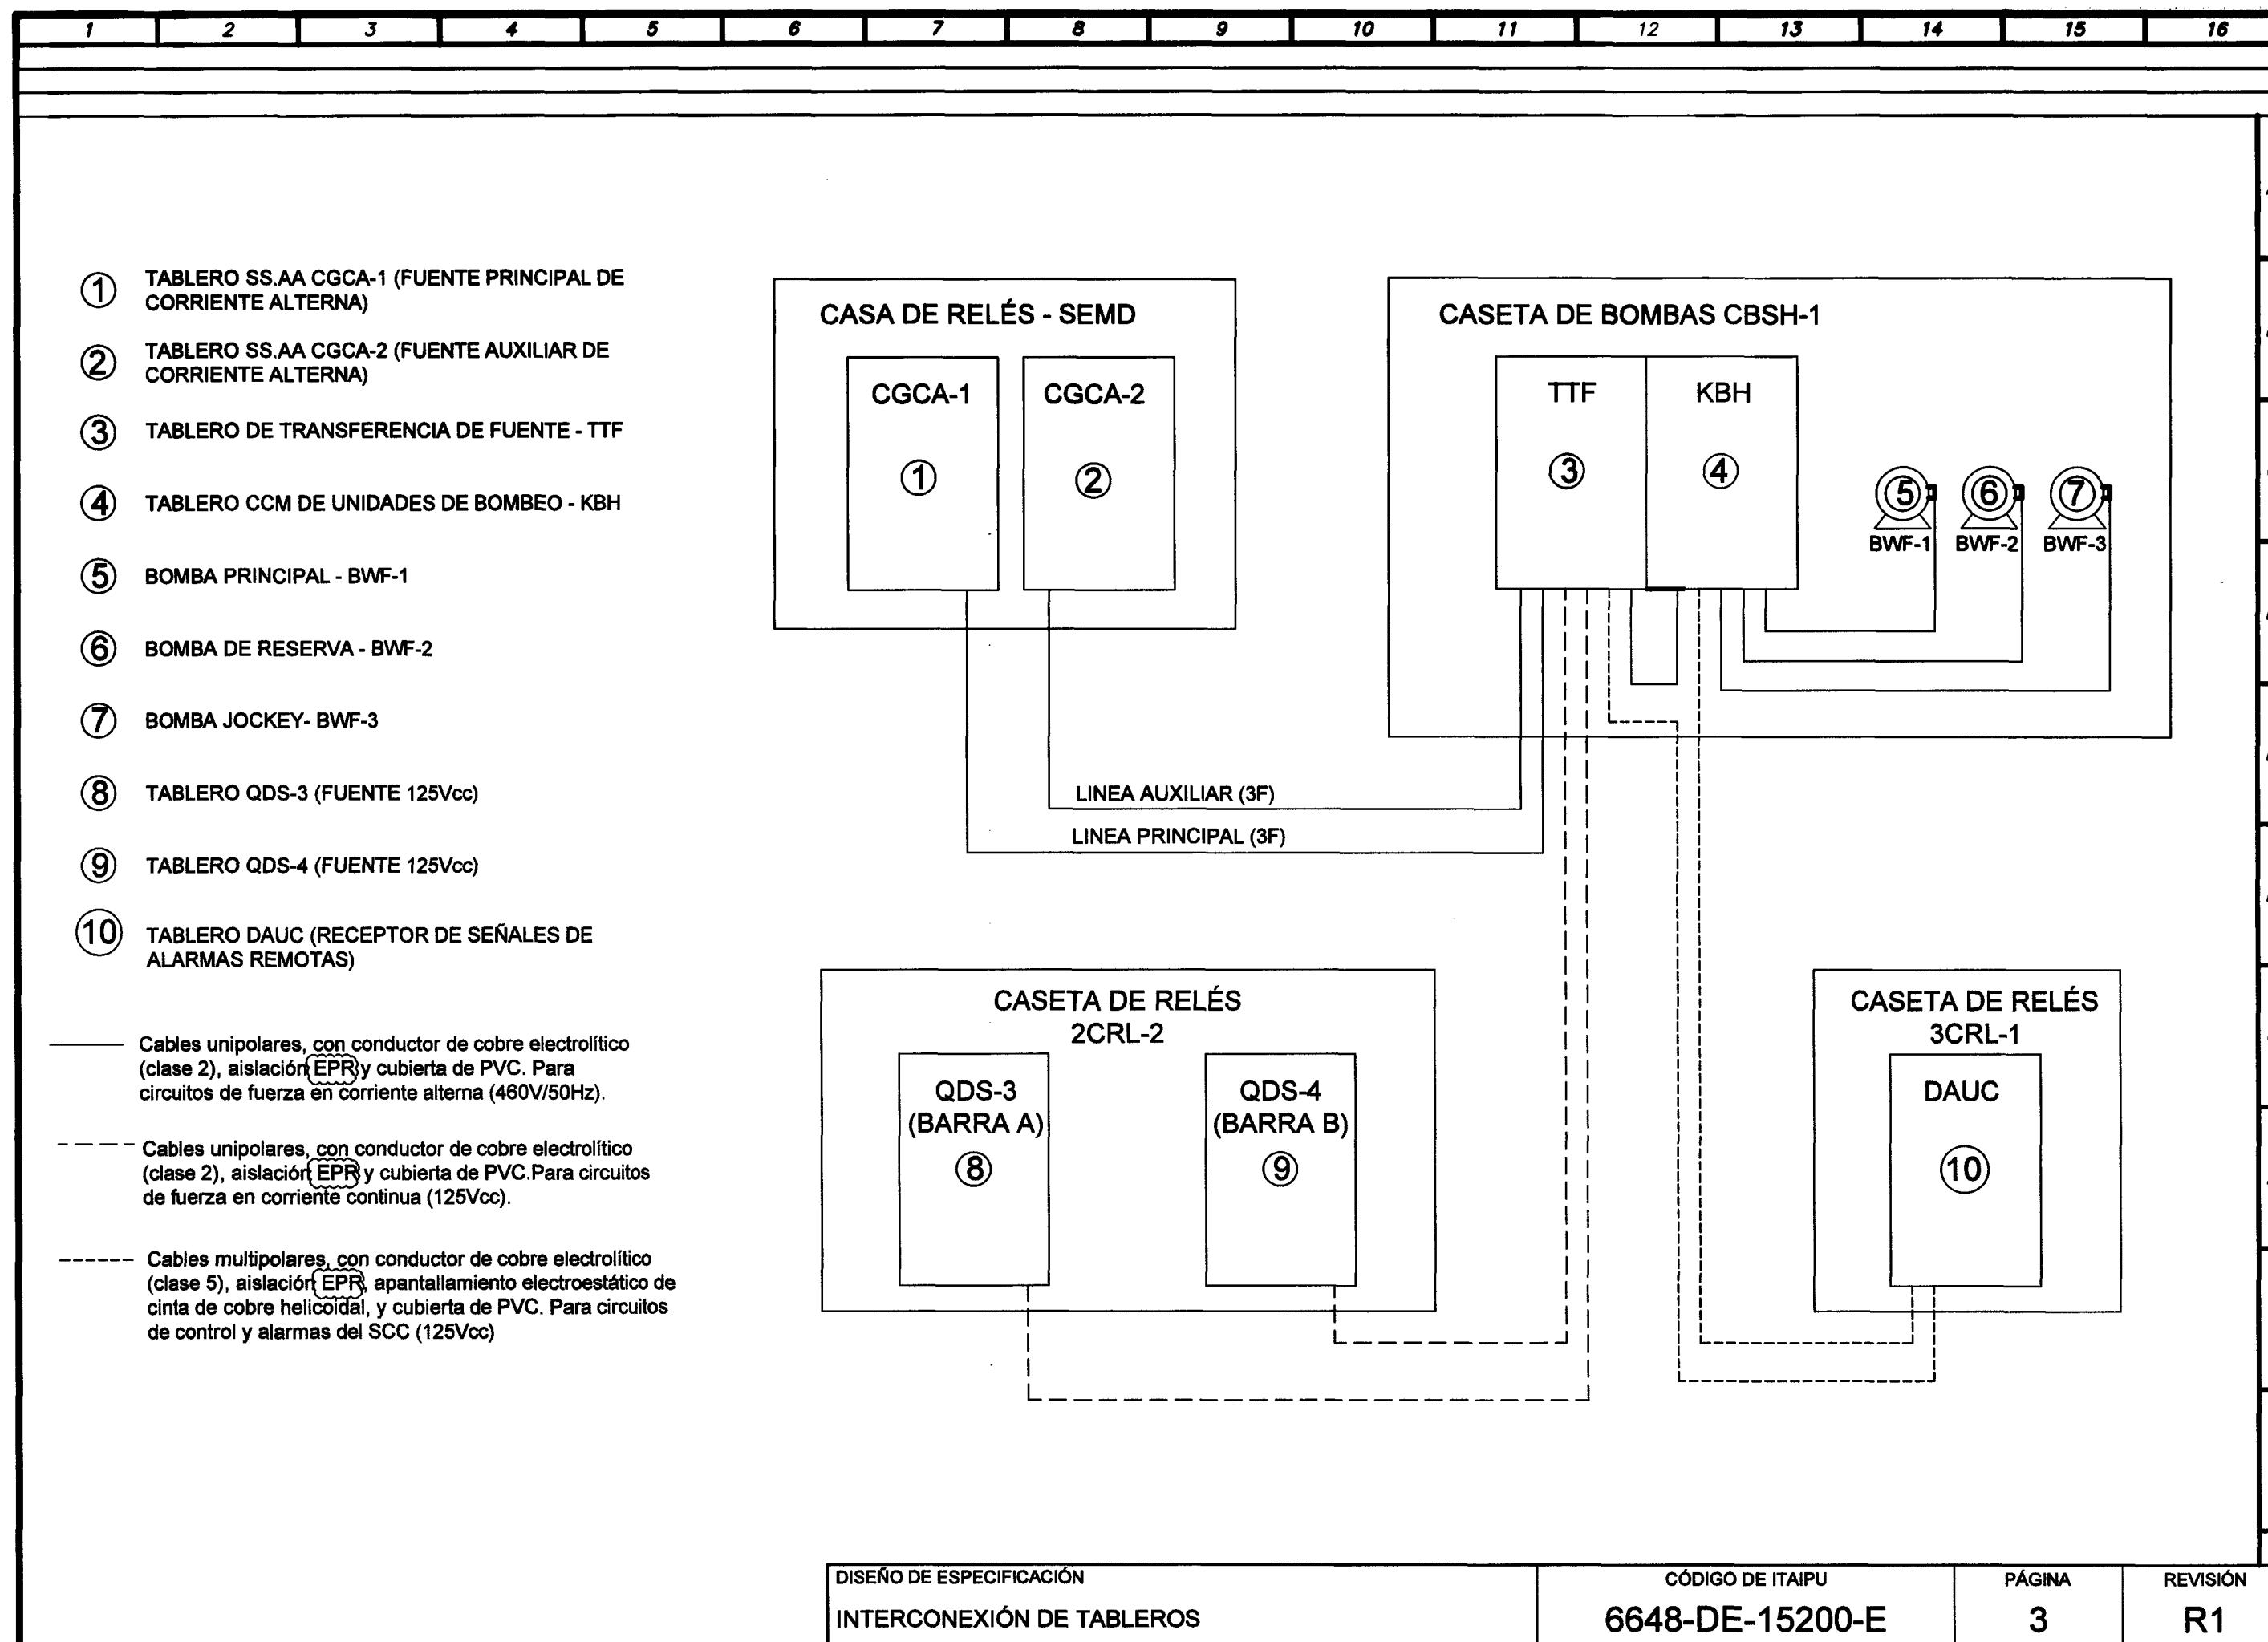 1 2 3 4 5 6 7 8 9 10 11 12 13 14 15 16
1 TABLERO SS.AA CGCA-1 (FUENTE PRINCIPAL DE
CORRIENTE ALTERNA)
2 TABLERO SS.AA CGCA-2 (FUENTE AUXILIAR DE
CORRIENTE ALTERNA)
3 TABLERO DE TRANSFERENCIA DE FUENTE - TTF
4 TABLERO CCM DE UNIDADES DE BOMBEO - KBH
5 BOMBA PRINCIPAL - BWF-1
6 BOMBA DE RESERVA - BWF-2
7 BOMBA JOCKEY- BWF-3
8 TABLERO QDS-3 (FUENTE 125Vcc)
9 TABLERO QDS-4 (FUENTE 125Vcc)
10 TABLERO DAUC (RECEPTOR DE SEÑALES DE
ALARMAS REMOTAS)
Cables unipolares, con conductor de cobre electrolítico
(clase 2), aislación EPR y cubierta de PVC. Para
circuitos de fuerza en corriente alterna (460V/50Hz).
Cables unipolares, con conductor de cobre electrolítico
(clase 2), aislación EPR y cubierta de PVC.Para circuitos
de fuerza en corriente continua (125Vcc).
Cables multipolares, con conductor de cobre electrolítico
(clase 5), aislación EPR, apantallamiento electroestático de
cinta de cobre helicoidal, y cubierta de PVC. Para circuitos
de control y alarmas del SCC (125Vcc)
CASA DE RELÉS - SEMD
CGCA-1 CGCA-2
1 2
CASETA DE BOMBAS CBSH-1
TTF KBH
3 4
5 6 7
BWF-1 BWF-2 BWF-3
LINEA AUXILIAR (3F)
LINEA PRINCIPAL (3F)
CASETA DE RELÉS
2CRL-2
QDS-3 QDS-4
(BARRA A) (BARRA B)
8 9
CASETA DE RELÉS
3CRL-1
DAUC
10
DISEÑO DE ESPECIFICACIÓN
INTERCONEXIÓN DE TABLEROS
CÓDIGO DE ITAIPU
6648-DE-15200-E
PÁGINA
3
REVISIÓN
R1